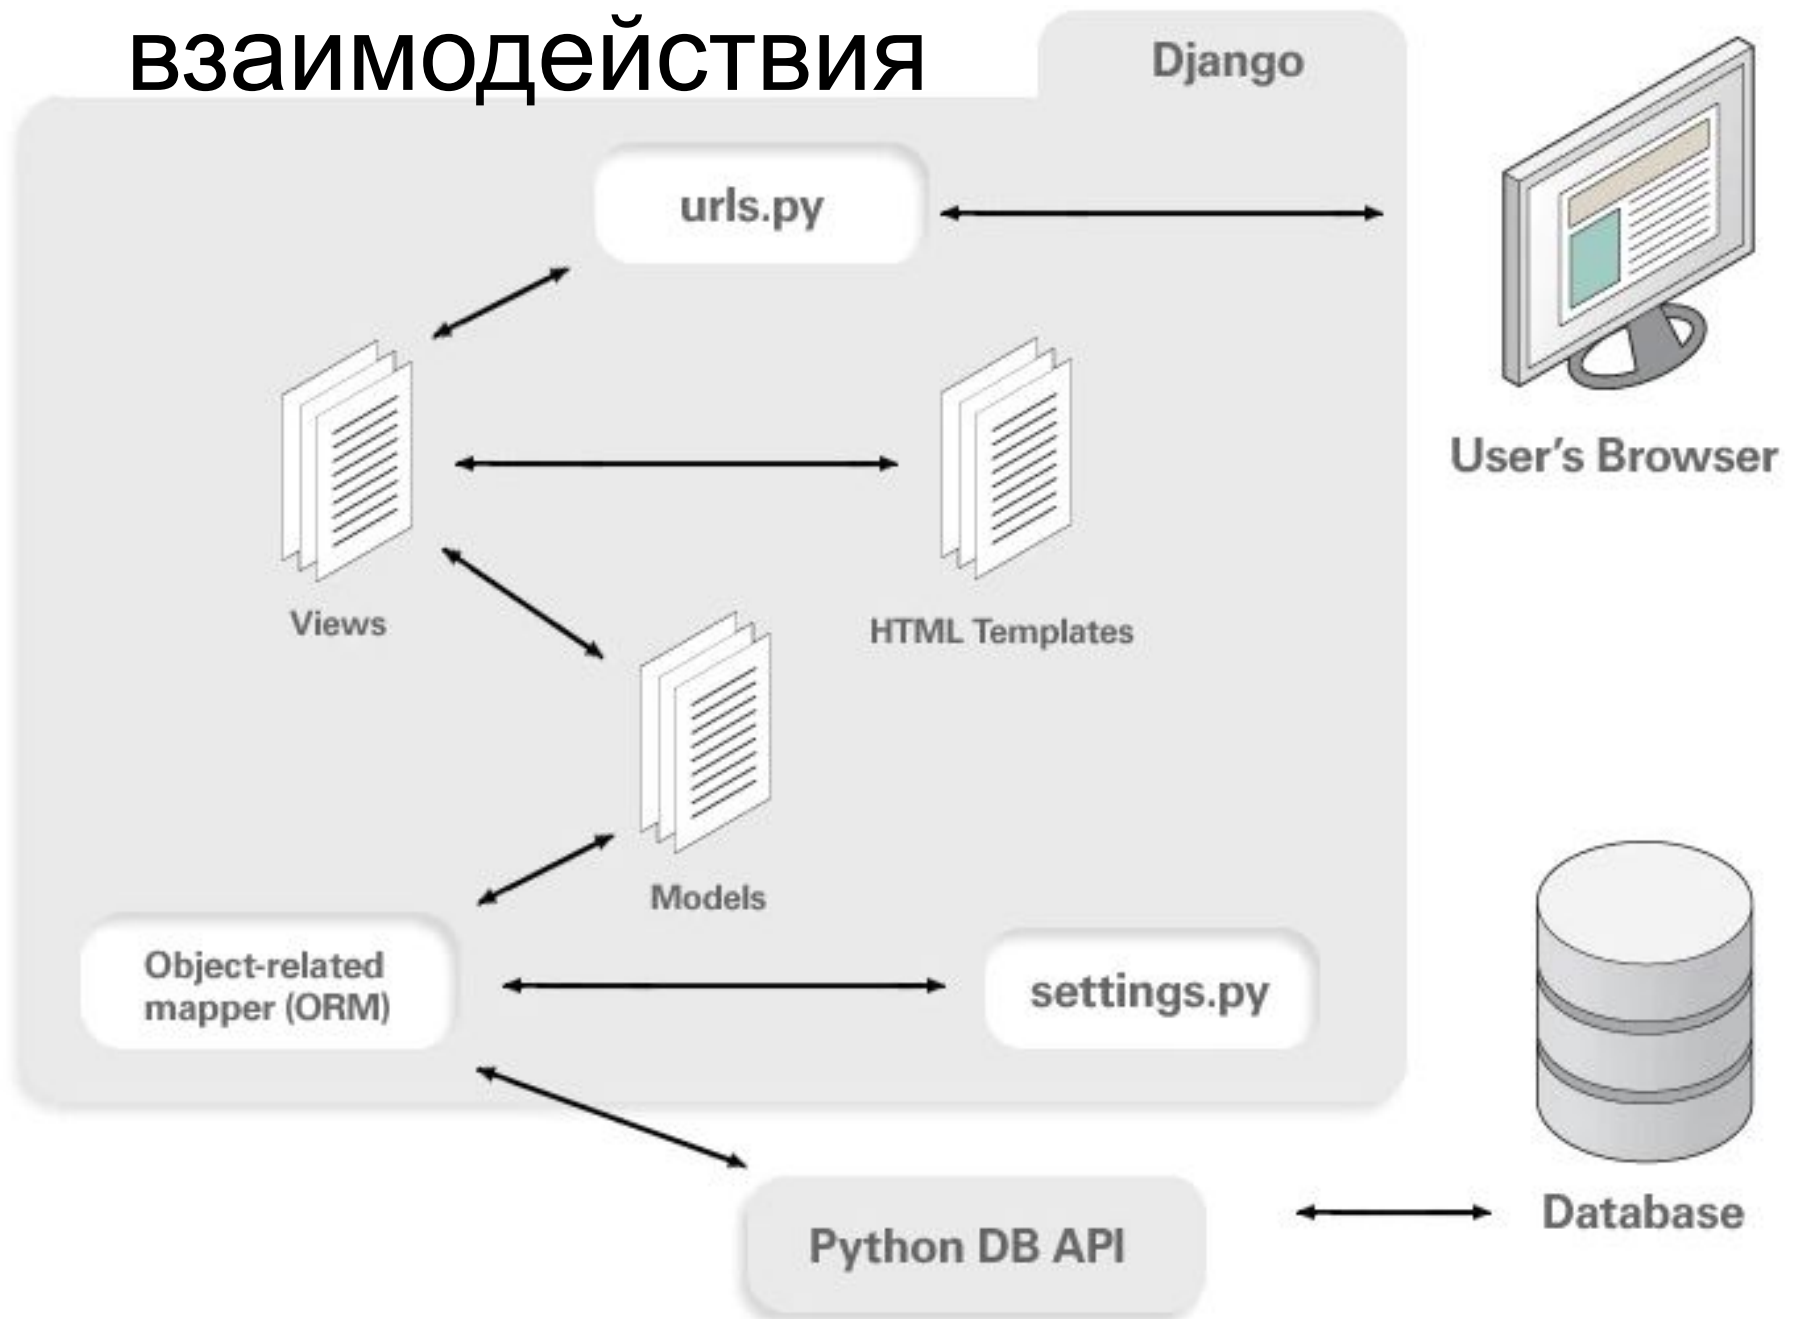 взаимодействия
Django
urls.py
User's Browser
Views
HTML Templates
Models
Object-related
mapper (ORM)
settings.py
Database
Python DB API